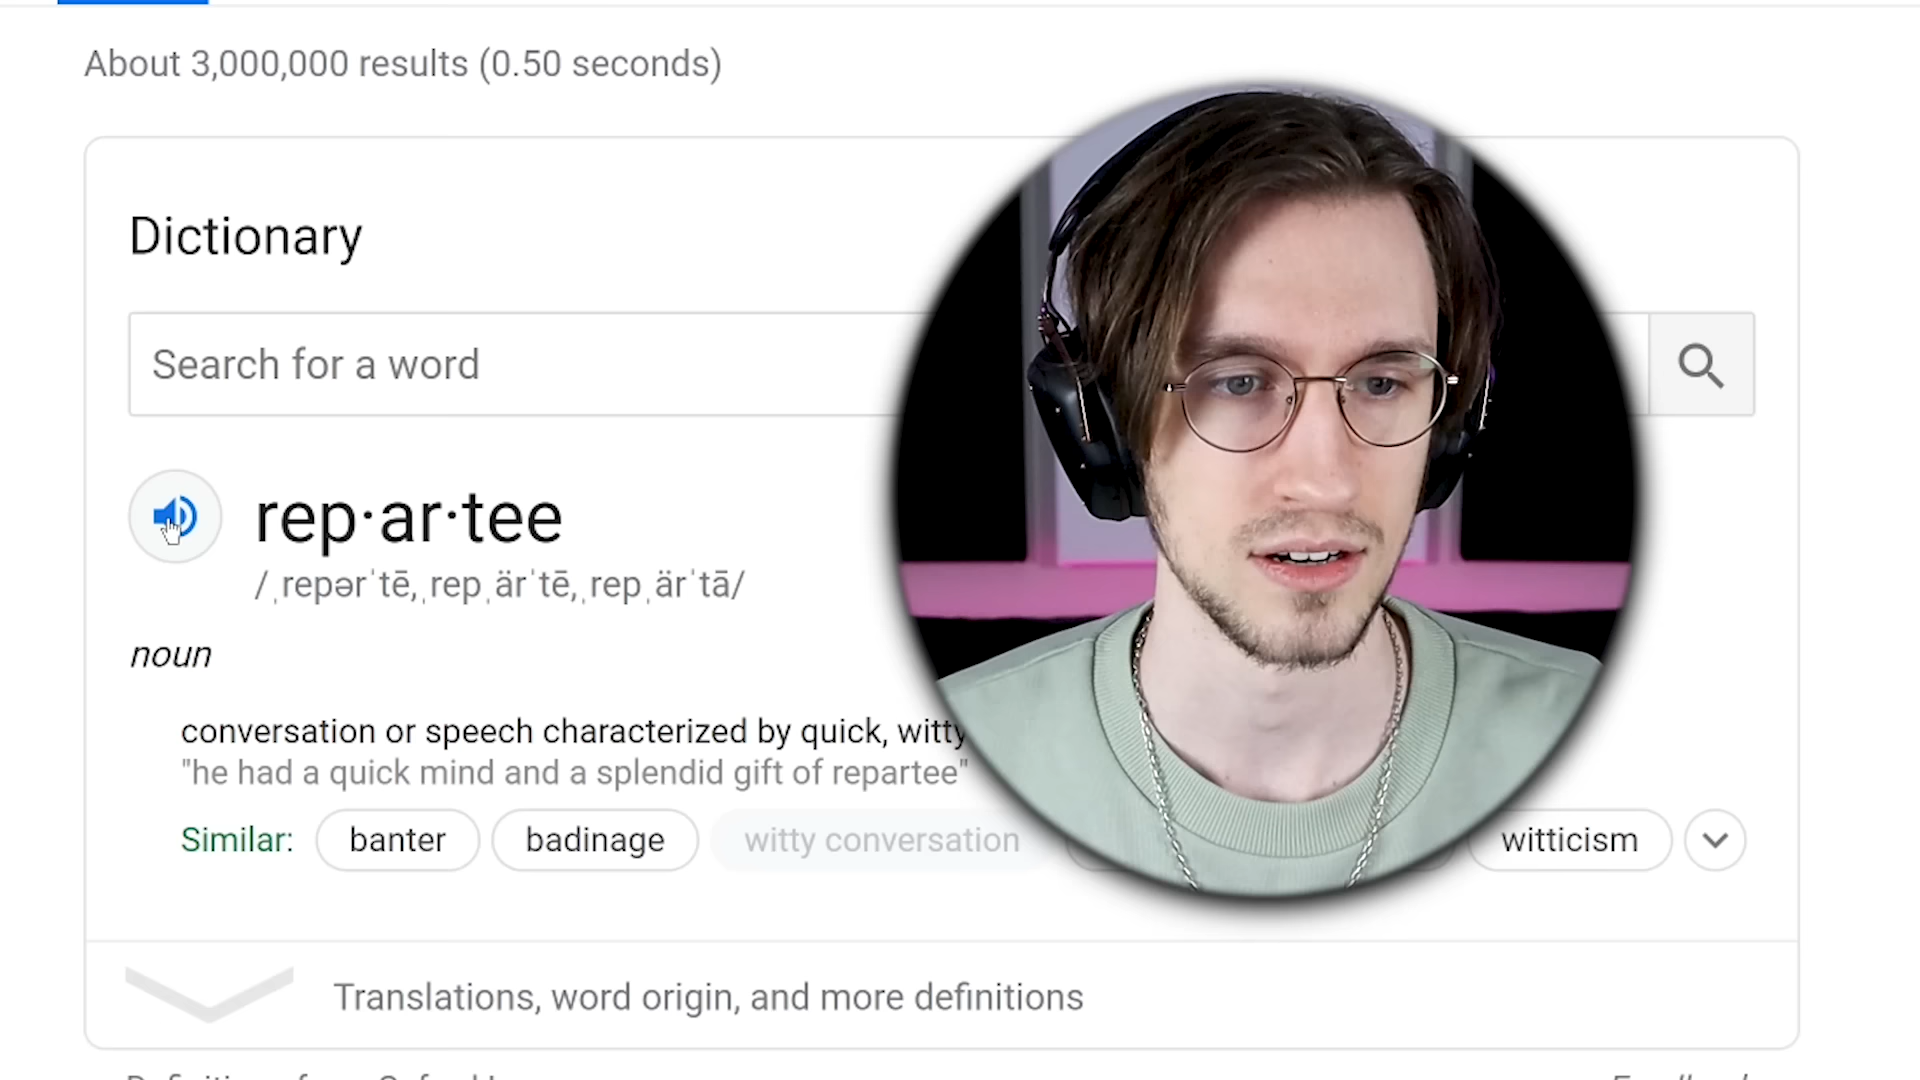 About 3,000,000 results (0.50 seconds)
Dictionary
Search for a word
rep·ar·tee
/ˌrepərˈtē,ˌrepˌärˈtē,ˌrepˌärˈtā/
noun
conversation or speech characterized by quick, witty
"he had a quick mind and a splendid gift of repartee"
Similar: banter badinage witty conversation witticism
Translations, word origin, and more definitions